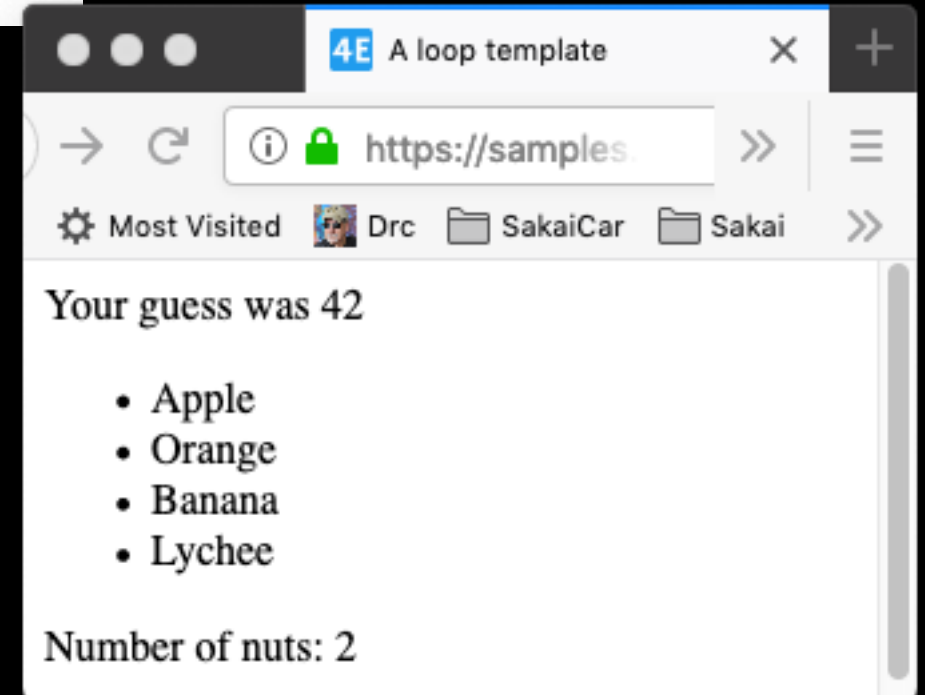 4E A loop template
https://samples.
Most Visited Drc SakaiCar Sakai
Your guess was 42
• Apple
• Orange
• Banana
• Lychee
Number of nuts: 2